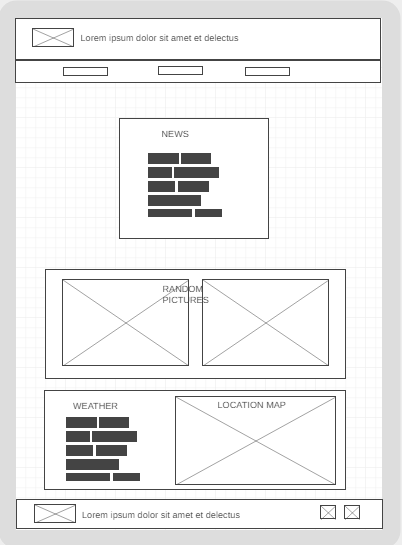 Lorem ipsum dolor sit amet et delectus
NEWS
RANDOM
PICTURES
WEATHER
LOCATION MAP
Lorem ipsum dolor sit amet et delectus